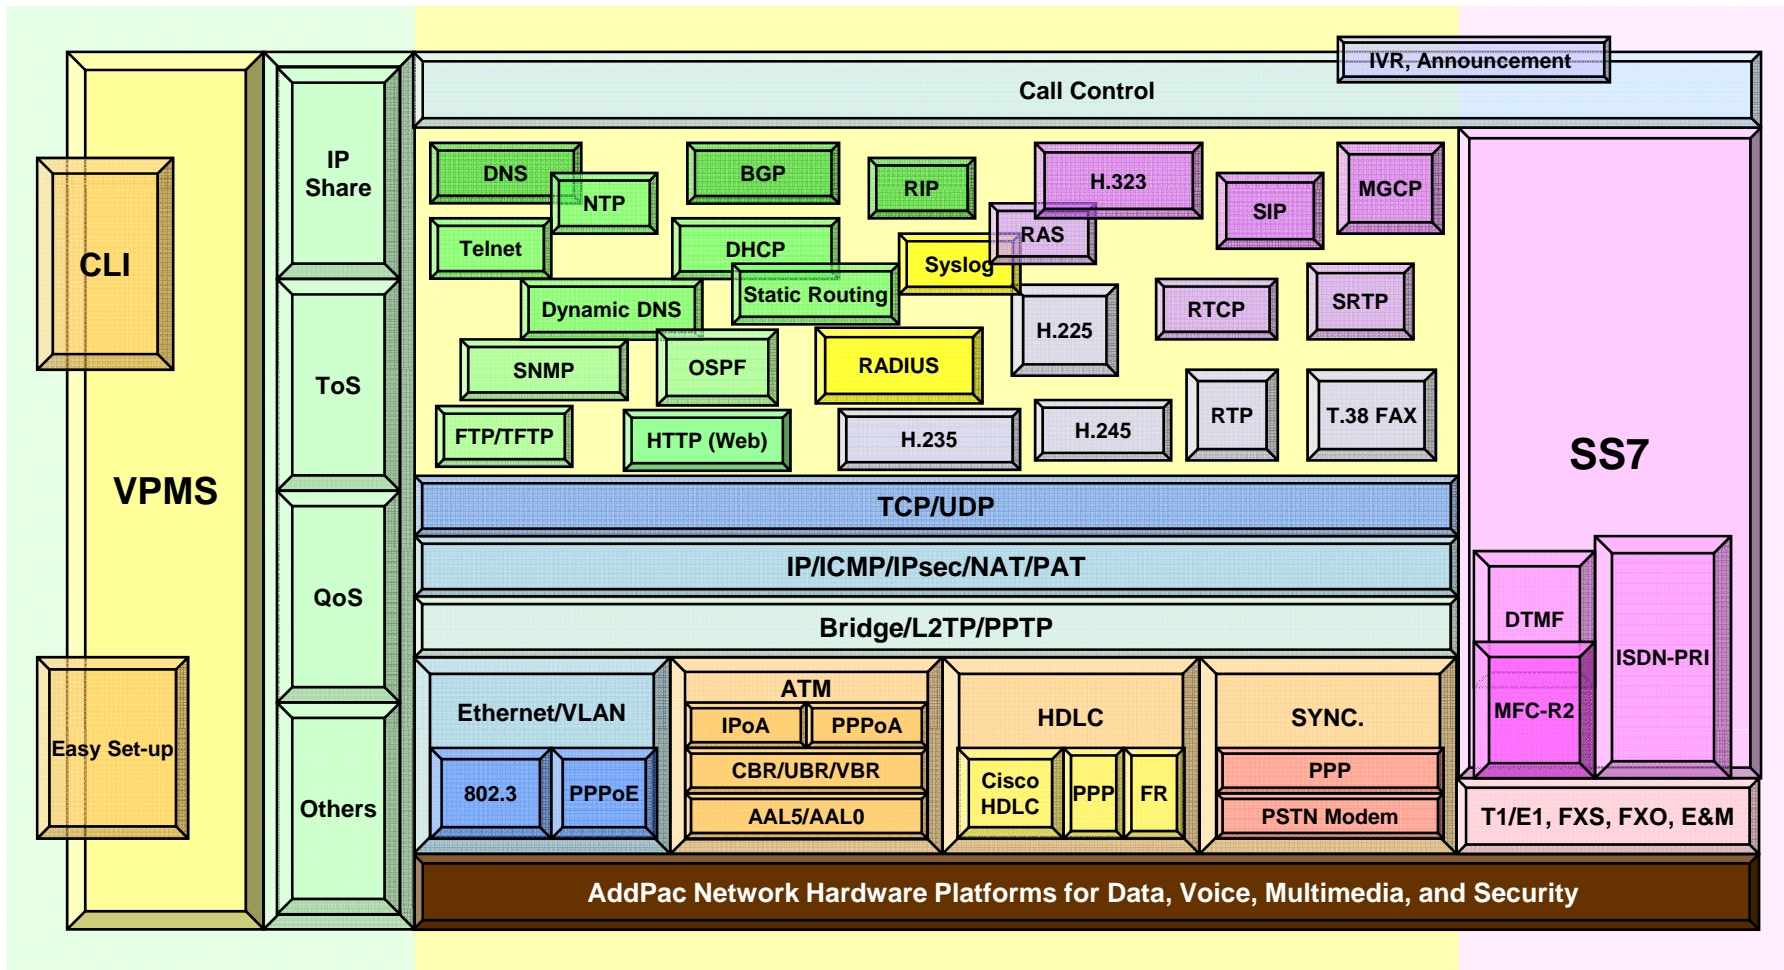 IVR, Announcement
Call Control
VPMS
CLI
Easy Set-up
IP
Share
ToS
QoS
Others
DNS
NTP
BGP
RIP
H.323
SIP
MGCP
Telnet
DHCP
Syslog
RAS
Dynamic DNS
Static Routing
H.225
RTCP
SRTP
SNMP
OSPF
RADIUS
RTP
T.38 FAX
FTP/TFTP
HTTP (Web)
H.235
H.245
TCP/UDP
IP/ICMP/IPsec/NAT/PAT
Bridge/L2TP/PPTP
Ethernet/VLAN
802.3
PPPoE
ATM
IPoA
PPPoA
CBR/UBR/VBR
AAL5/AAL0
HDLC
Cisco
HDLC
PPP
FR
SYNC.
PPP
PSTN Modem
SS7
DTMF
MFC-R2
ISDN-PRI
T1/E1, FXS, FXO, E&M
AddPac Network Hardware Platforms for Data, Voice, Multimedia, and Security